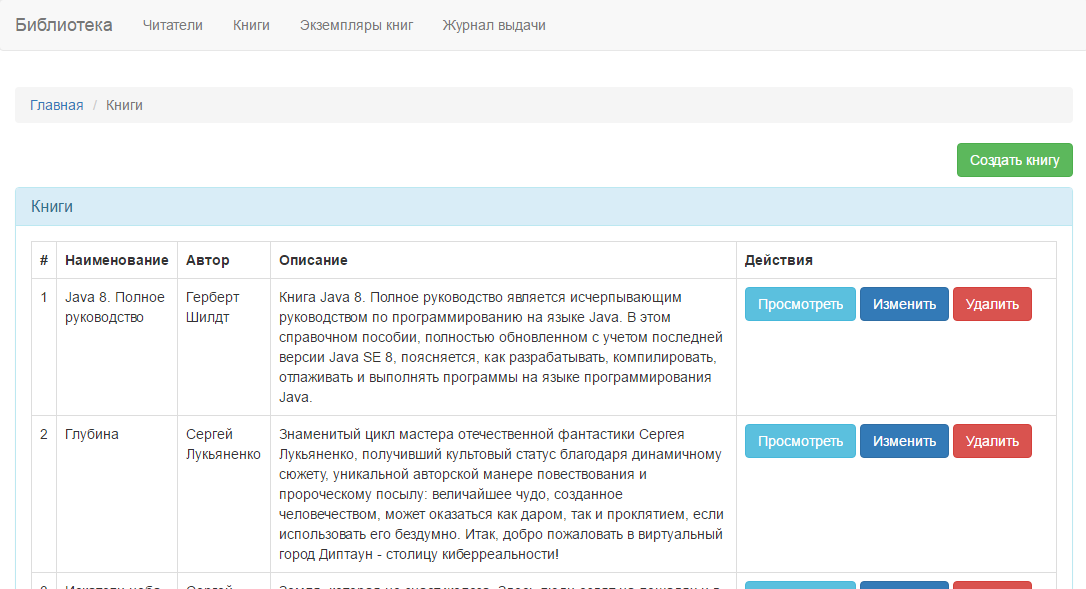 Библиотека Читатели Книги Экземпляры книг Журнал выдачи
Главная / Книги
Создать книгу
Книги
# Наименование Автор Описание Действия
1 Java 8. Полное руководство
Герберт Шилдт
Книга Java 8. Полное руководство является исчерпывающим
руководством по программированию на языке Java. В этом
справочном пособии, полностью обновленном с учетом последней
версии Java SE 8, поясняется, как разрабатывать, компилировать,
отлаживать и выполнять программы на языке программирования
Java.
Просмотреть Изменить Удалить
2 Глубина
Сергей Лукьяненко
Знаменитый цикл мастера отечественной фантастики Сергея
Лукьяненко, получивший культовый статус благодаря динамичному
сюжету, уникальной авторской манере повествования и
пророческому посылу: величайшее чудо, созданное
человечеством, может оказаться как даром, так и проклятием, если
использовать его бездумно. Итак, добро пожаловать в виртуальный
город Диптаун - столицу киберреальности!
Просмотреть Изменить Удалить